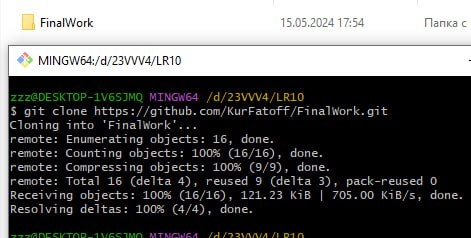 FinalWork 15.05.2024 17:54 Папка с
MINGW64:/d/23VVV4/LR10
zzz@DESKTOP-1V6SJMQ MINGW64 /d/23VVV4/LR10
$ git clone https://github.com/KurFatoff/FinalWork.git
Cloning into 'FinalWork'...
remote: Enumerating objects: 16, done.
remote: Counting objects: 100% (16/16), done.
remote: Compressing objects: 100% (9/9), done.
remote: Total 16 (delta 4), reused 9 (delta 3), pack-reused 0
Receiving objects: 100% (16/16), 121.23 KiB | 705.00 KiB/s, done.
Resolving deltas: 100% (4/4), done.